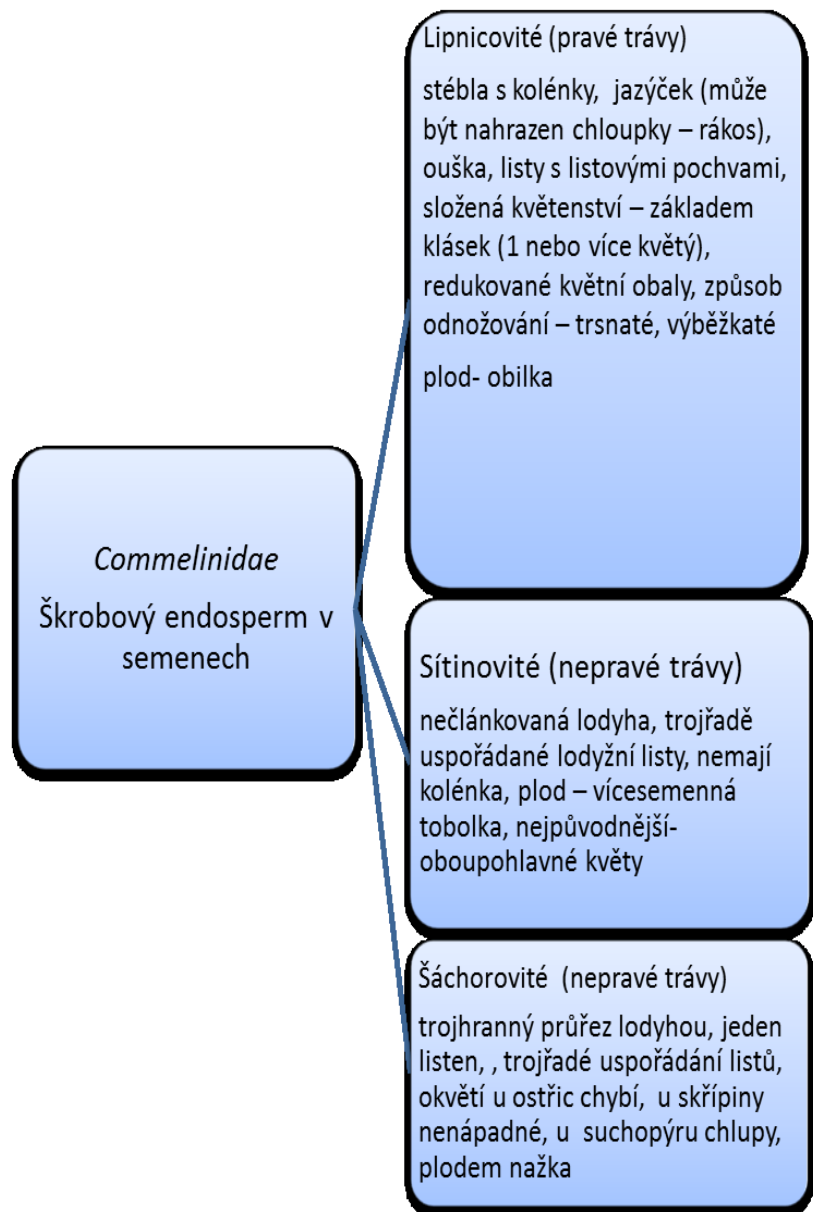 Lipnicovité (pravé trávy)
stébla s kolénky, jazýček (může
být nahrazen chloupky – rákos),
ouška, listy s listovými pochvami,
složená květenství – základem
klásek (1 nebo více květý),
redukované květní obaly, způsob
odnožování – trsnaté, výběžkaté
plod- obilka
Commelinidae
Škrobový endosperm v
semenech
Sítinovité (nepravé trávy)
nečlánkovaná lodyha, trojřadě
uspořádané lodyžní listy, nemají
kolénka, plod – vícesemenná
tobolka, nejpůvodnější-
oboupohlavné květy
Šáchorovité (nepravé trávy)
trojhranný průřez lodyhou, jeden
listen, , trojřadé uspořádání listů,
okvětí u ostřic chybí, u skřípiny
nenápadné, u suchopýru chlupy,
plodem nažka